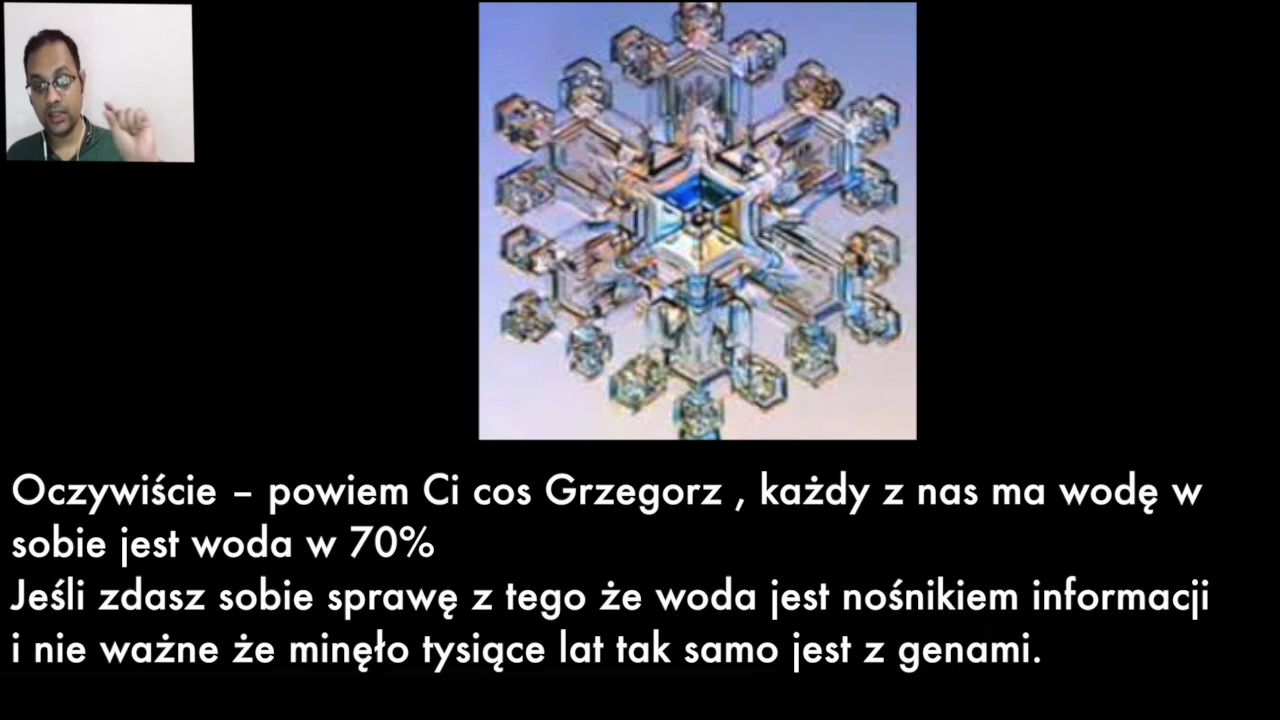 Oczywiście – powiem Ci cos Grzegorz , każdy z nas ma wodę w
sobie jest woda w 70%
Jeśli zdasz sobie sprawę z tego że woda jest nośnikiem informacji
i nie ważne że minęło tysiące lat tak samo jest z genami.